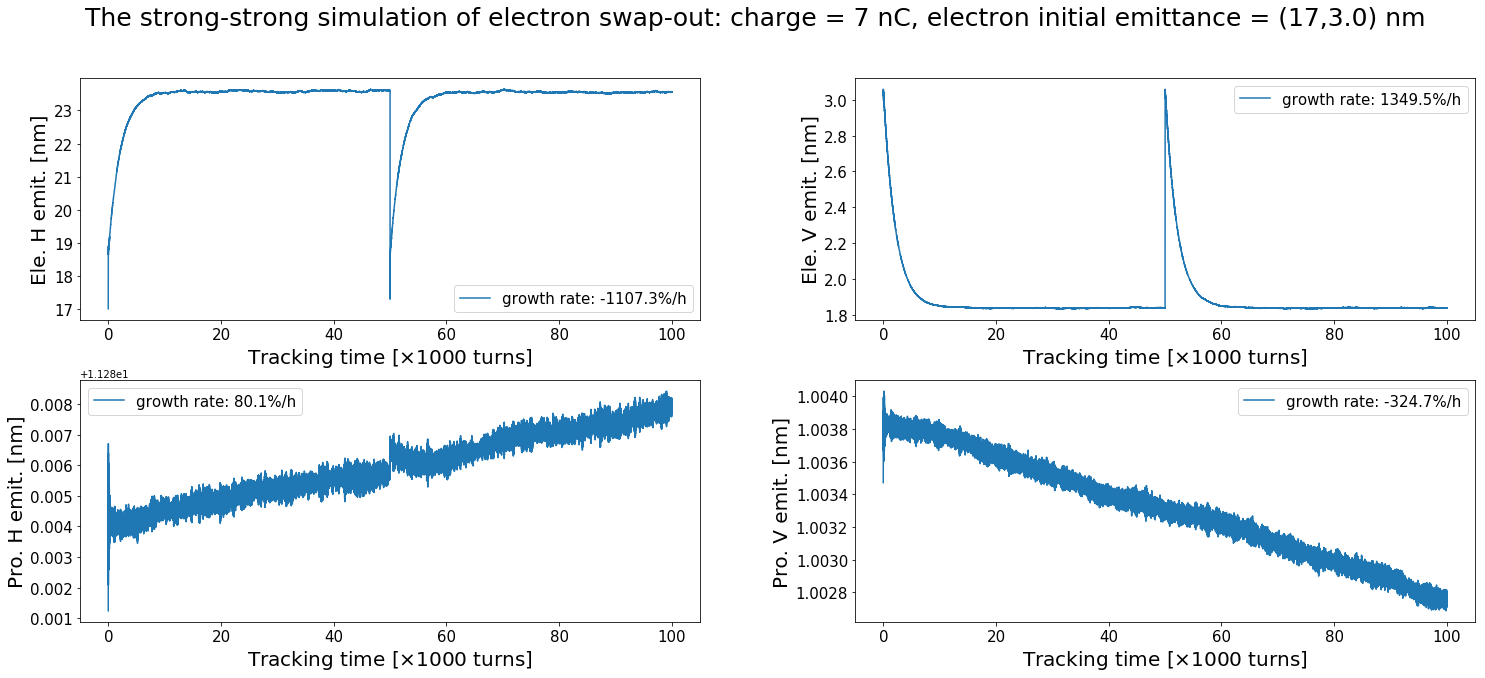 The strong-strong simulation of electron swap-out: charge = 7 nC, electron initial emittance = (17,3.0) nm
Ele. H emit. [nm]
23
22
21
20
19
18
17
growth rate: -1107.3%/h
0 20 40 60 80 100
Tracking time [×1000 turns]
Ele. V emit. [nm]
3.0
2.8
2.6
2.4
2.2
2.0
1.8
growth rate: 1349.5%/h
0 20 40 60 80 100
Tracking time [×1000 turns]
+1.128e1
Pro. H emit. [nm]
0.008
0.007
0.006
0.005
0.004
0.003
0.002
0.001
growth rate: 80.1%/h
0 20 40 60 80 100
Tracking time [×1000 turns]
Pro. V emit. [nm]
1.0040
1.0038
1.0036
1.0034
1.0032
1.0030
1.0028
growth rate: -324.7%/h
0 20 40 60 80 100
Tracking time [×1000 turns]